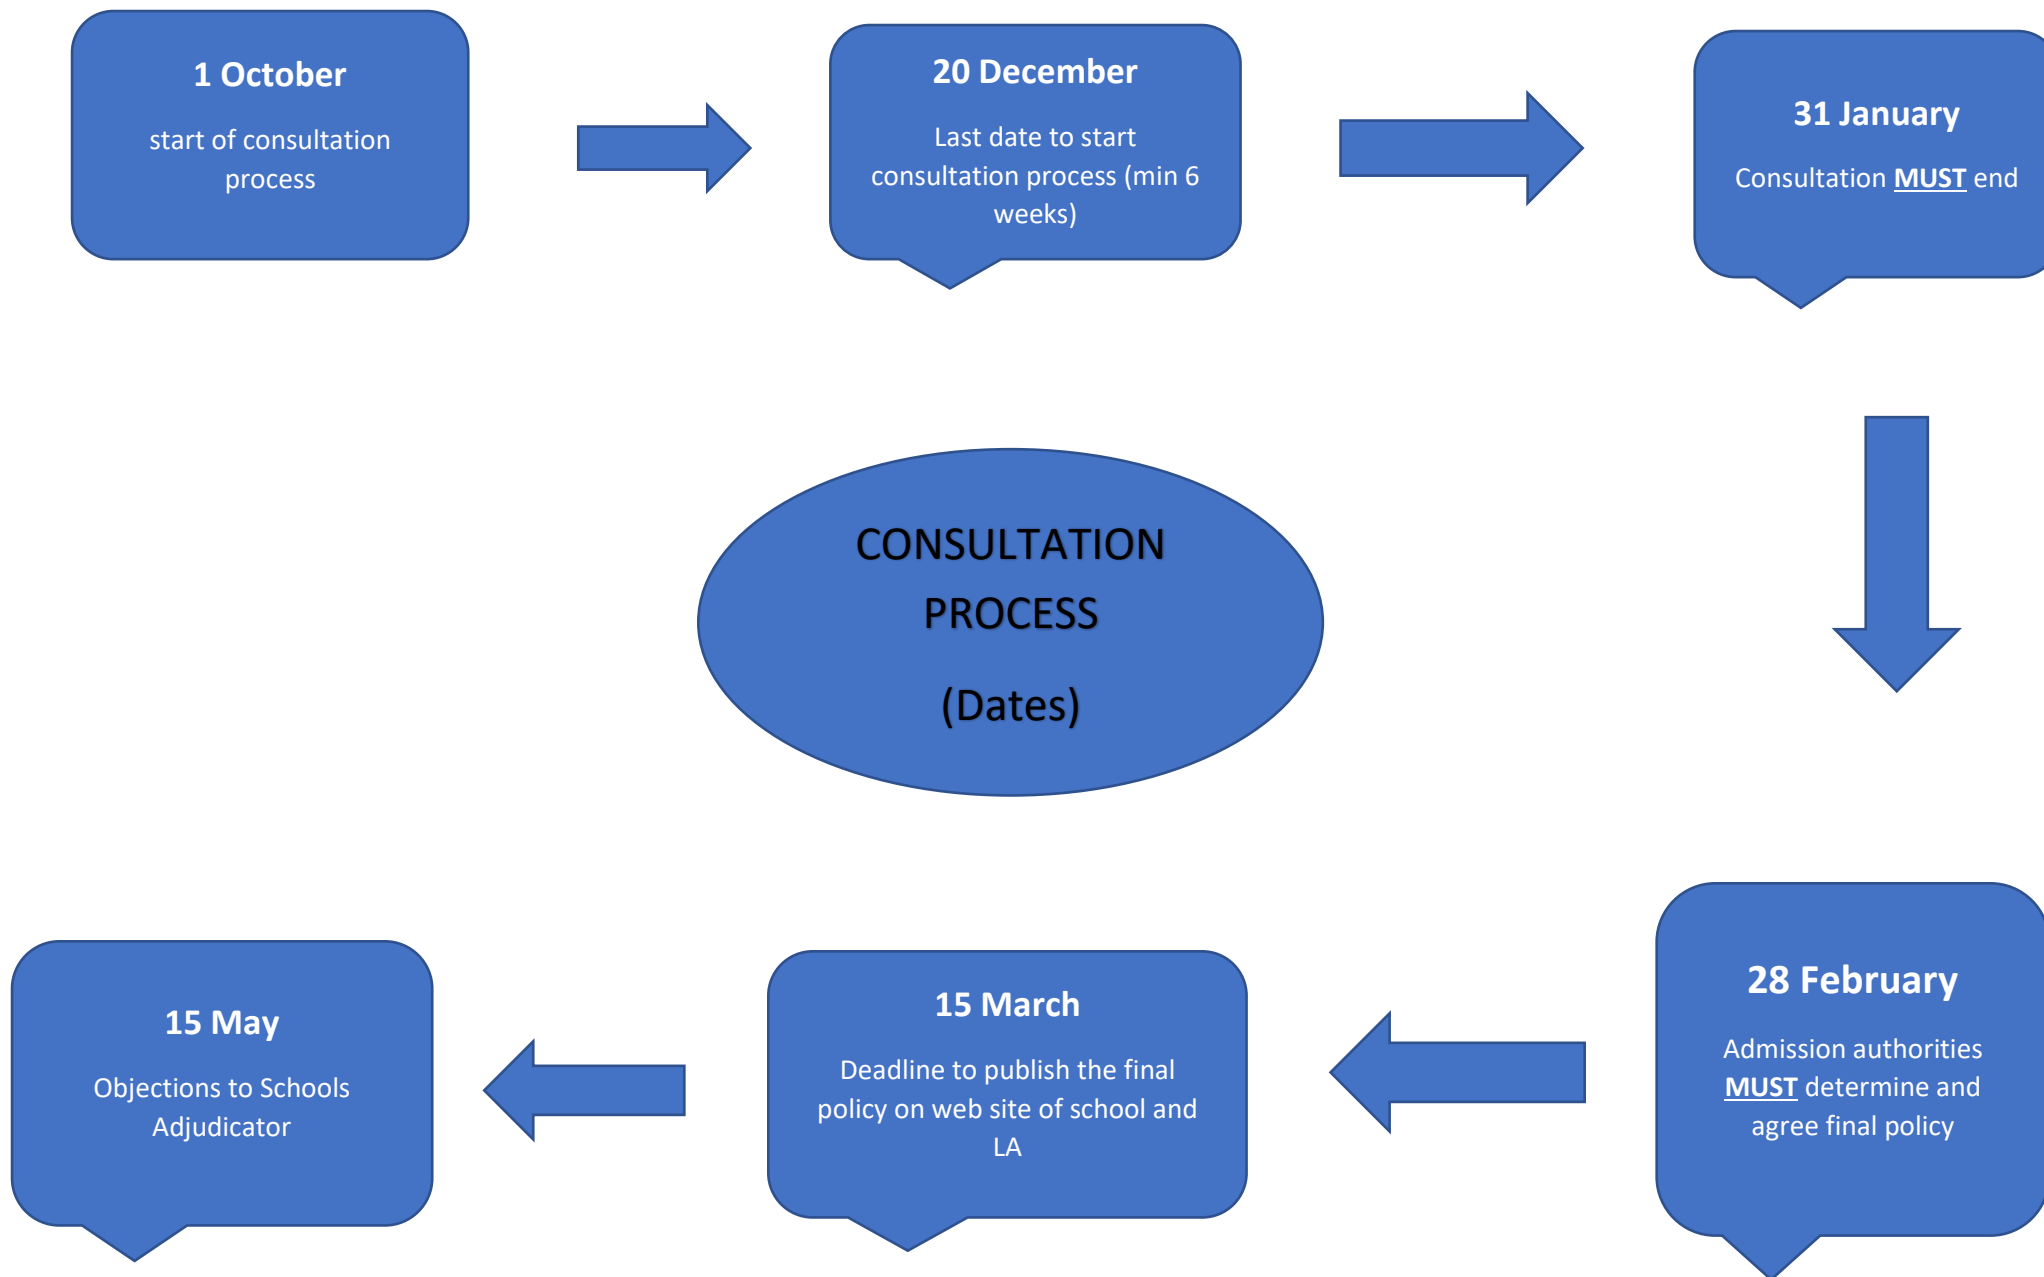 1 October
start of consultation
process
20 December
Last date to start
consultation process (min 6
weeks)
31 January
Consultation MUST end
CONSULTATION
PROCESS
(Dates)
28 February
Admission authorities
MUST determine and
agree final policy
15 March
Deadline to publish the final
policy on web site of school and
LA
15 May
Objections to Schools
Adjudicator